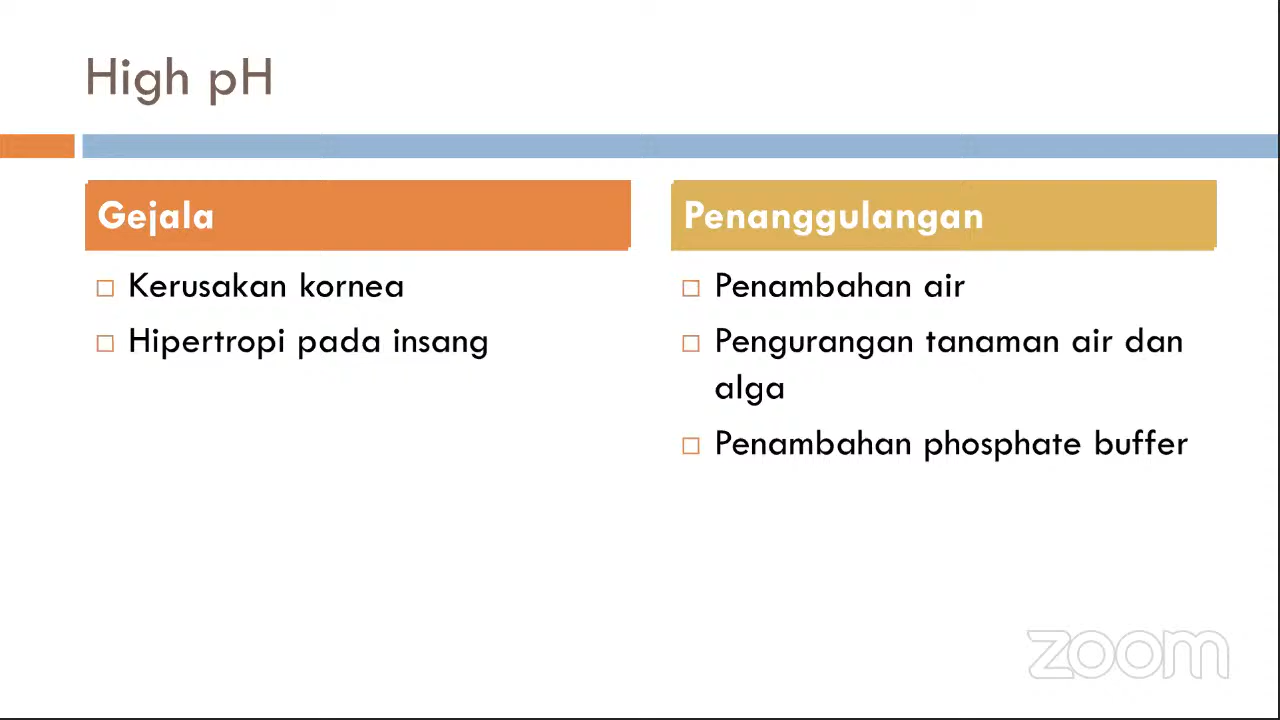 High pH
Gejala
Kerusakan kornea
Hipertropi pada insang
Penanggulangan
Penambahan air
Pengurangan tanaman air dan
alga
Penambahan phosphate buffer
zoom